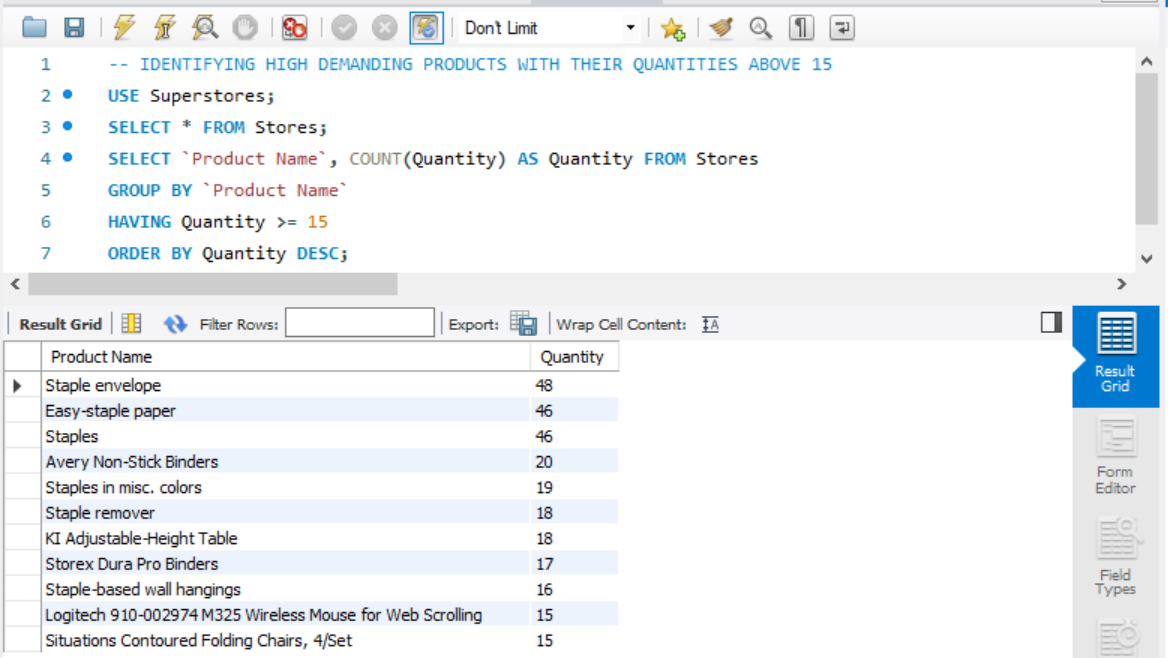 Don't Limit
1 -- IDENTIFYING HIGH DEMANDING PRODUCTS WITH THEIR QUANTITIES ABOVE 15
2 USE Superstores;
3 SELECT * FROM Stores;
4 SELECT `Product Name`, COUNT(Quantity) AS Quantity FROM Stores
5 GROUP BY `Product Name`
6 HAVING Quantity >= 15
7 ORDER BY Quantity DESC;
Result Grid Filter Rows: Export: Wrap Cell Content:
Product Name Quantity
Staple envelope 48
Easy-staple paper 46
Staples 46
Avery Non-Stick Binders 20
Staples in misc. colors 19
Staple remover 18
KI Adjustable-Height Table 18
Storex Dura Pro Binders 17
Staple-based wall hangings 16
Logitech 910-002974 M325 Wireless Mouse for Web Scrolling 15
Situations Contoured Folding Chairs, 4/Set 15
Result
Grid
Form
Editor
Field
Types